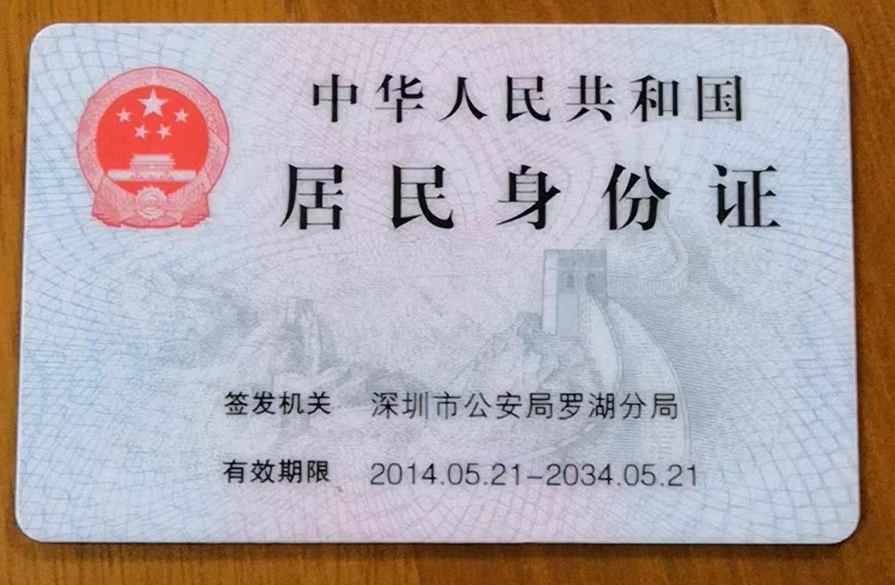 中华人民共和国
居民身份证
签发机关 深圳市公安局罗湖分局
有效期限 2014.05.21-2034.05.21